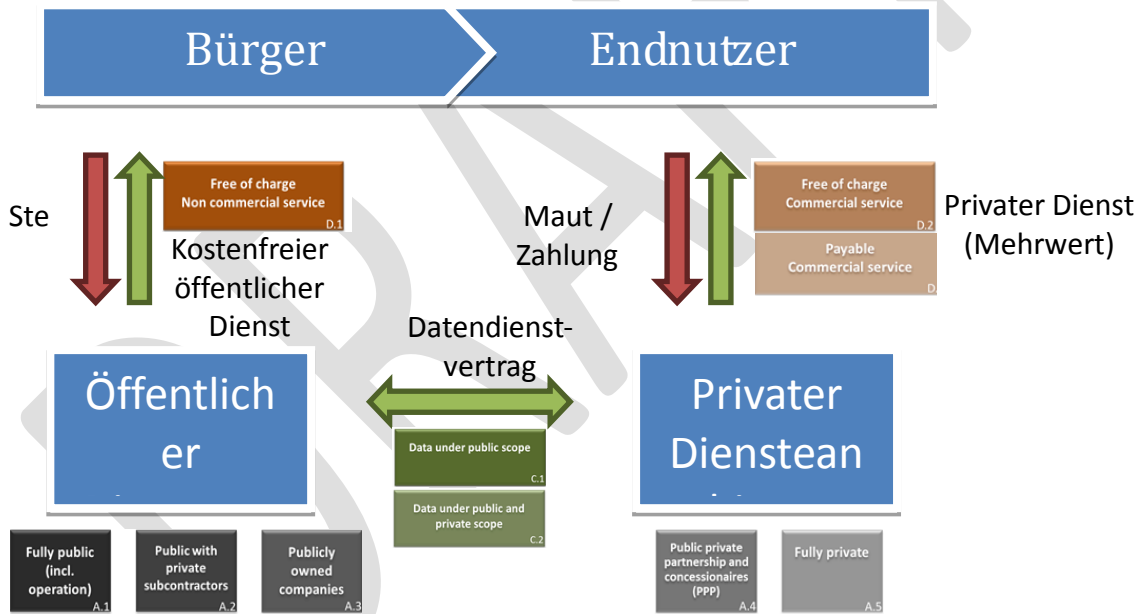 Bürger
Endnutzer
Free of charge
Non commercial service
D.1
Ste
Kostenfreier
öffentlicher
Dienst
Maut /
Zahlung
Free of charge
Commercial service
D.2
Payable
Commercial service
D.
Privater Dienst
(Mehrwert)
Datendienst-
vertrag
Öffentlich
er
Privater
Dienstean
Data under public scope
C.1
Data under public and
private scope
C.2
Fully public
(incl.
operation)
A.1
Public with
private
subcontractors
A.2
Publicly
owned
companies
A.3
Public private
partnership and
concessionaires
(PPP)
A.4
Fully private
A.5